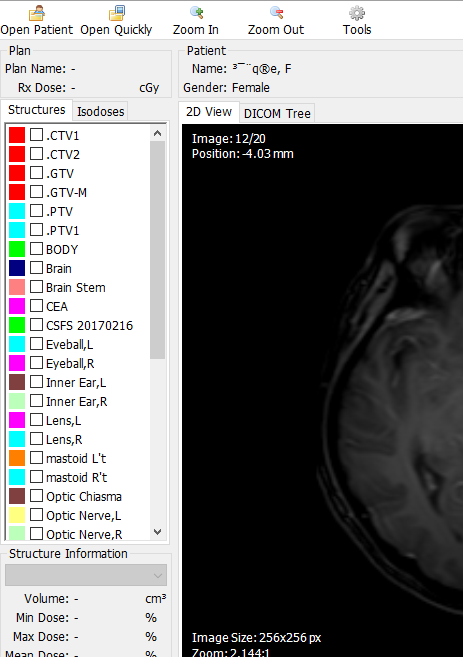 Open Patient Open Quickly Zoom In Zoom Out Tools
Plan
Plan Name: -
Rx Dose: - cGy
Patient
Name: ³¯¨q®e, F
Gender: Female
Structures Isodoses
2D View DICOM Tree
.CTV1
.CTV2
.GTV
.GTV-M
.PTV
.PTV1
BODY
Brain
Brain Stem
CEA
CSFS 20170216
Eyeball,L
Eyeball,R
Inner Ear,L
Inner Ear,R
Lens,L
Lens,R
mastoid L't
mastoid R't
Optic Chiasma
Optic Nerve,L
Optic Nerve,R
Structure Information
Volume: - cm³
Min Dose: - %
Max Dose: - %
Mean Dose: - %
Image: 12/20
Position: -4.03 mm
Image Size: 256x256 px
Zoom: 2.144:1